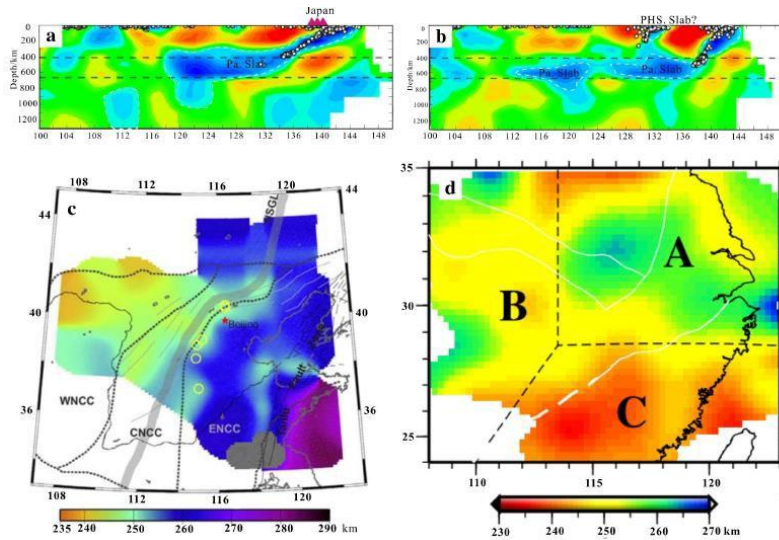 Japan
a
Pa. Slab
Depth/km
0
200
400
600
800
1000
1200
100 104 108 112 116 120 124 128 132 136 140 144 148
PHS. Slab?
b
Pa. Slab
Pa. Slab
Depth/km
0
200
400
600
800
1000
1200
100 104 108 112 116 120 124 128 132 136 140 144 148
108 112 116 120
c
44 44
40 40
36 36
NSGL
Beijing
WNCC
CNCC
ENCC
108 112 116 120
235 240 250 260 270 280 290 km
d
35
30
25
A
B
C
110 115 120
230 240 250 260 270 km